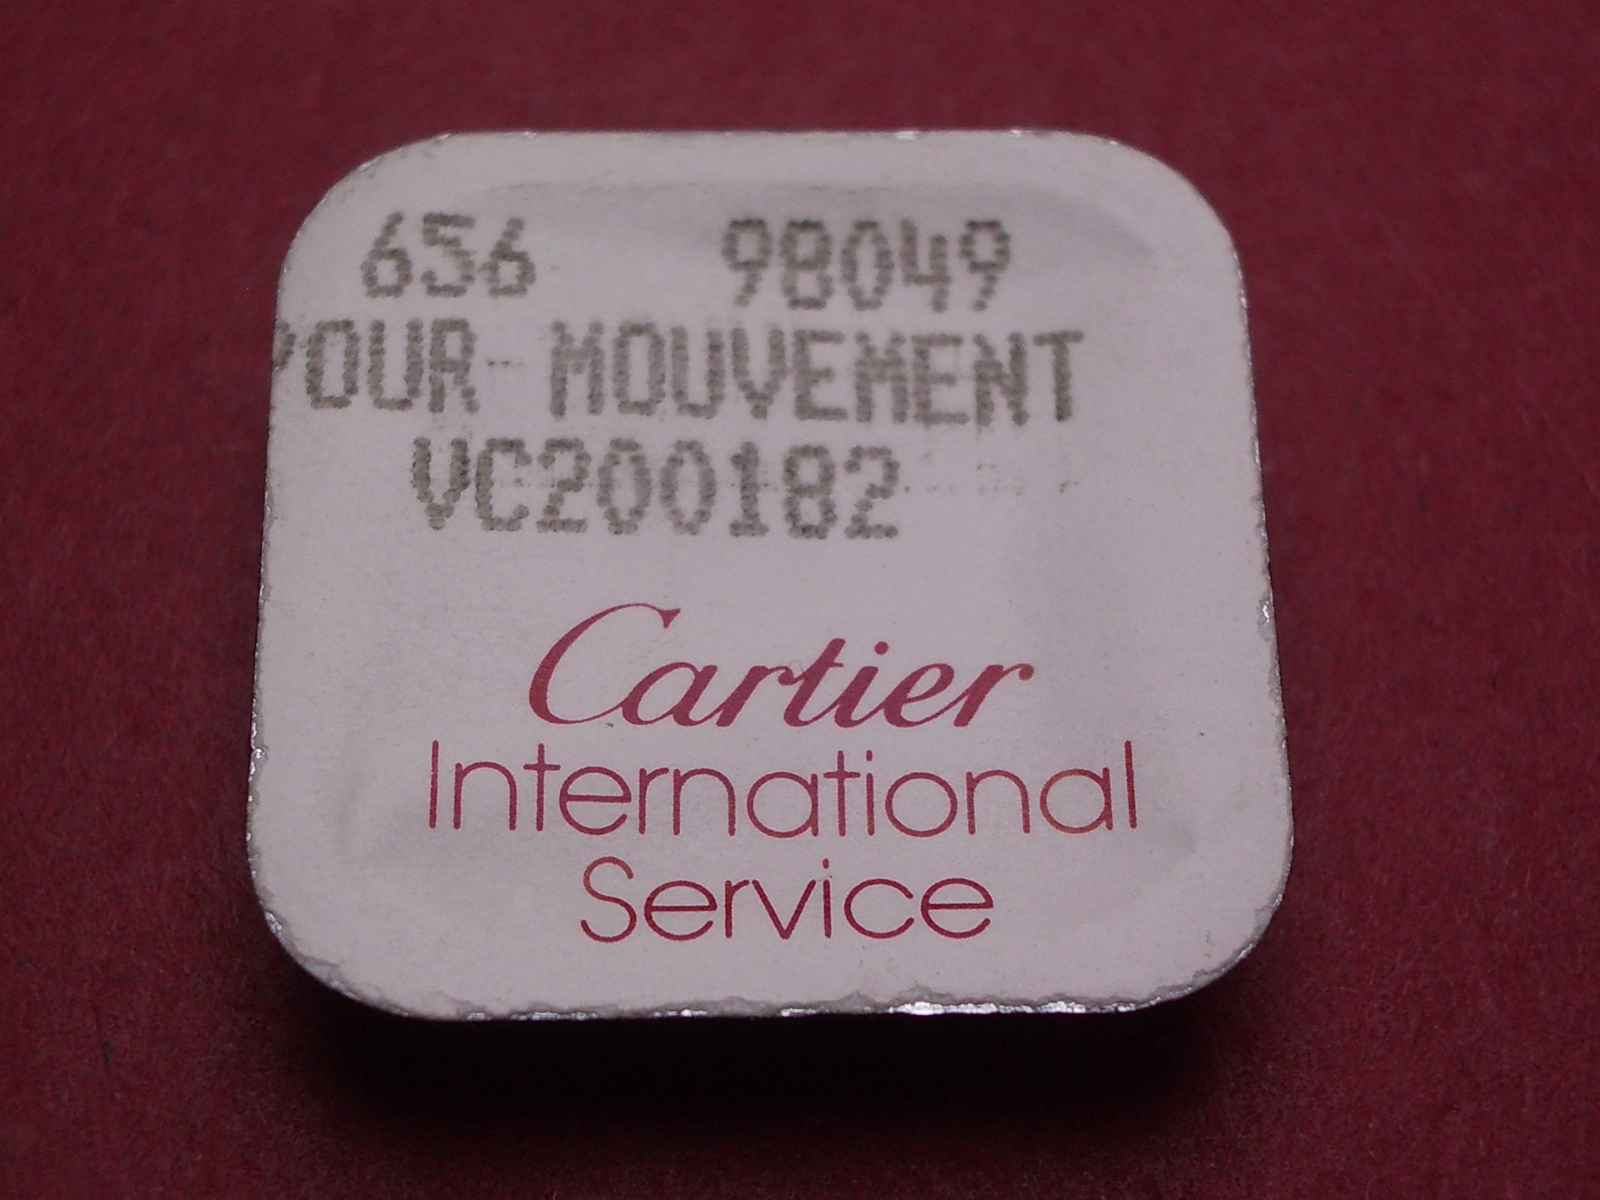 656 98049
POUR MOUVEMENT
VC200182
Cartier
International
Service